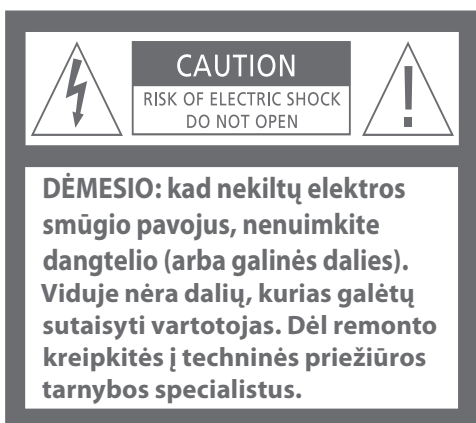 CAUTION
RISK OF ELECTRIC SHOCK
DO NOT OPEN
DĖMESIO: kad nekiltų elektros
smūgio pavojus, nenuimkite
dangtelio (arba galinės dalies).
Viduje nėra dalių, kurias galėtų
sutaisyti vartotojas. Dėl remonto
kreipkitės į techninės priežiūros
tarnybos specialistus.